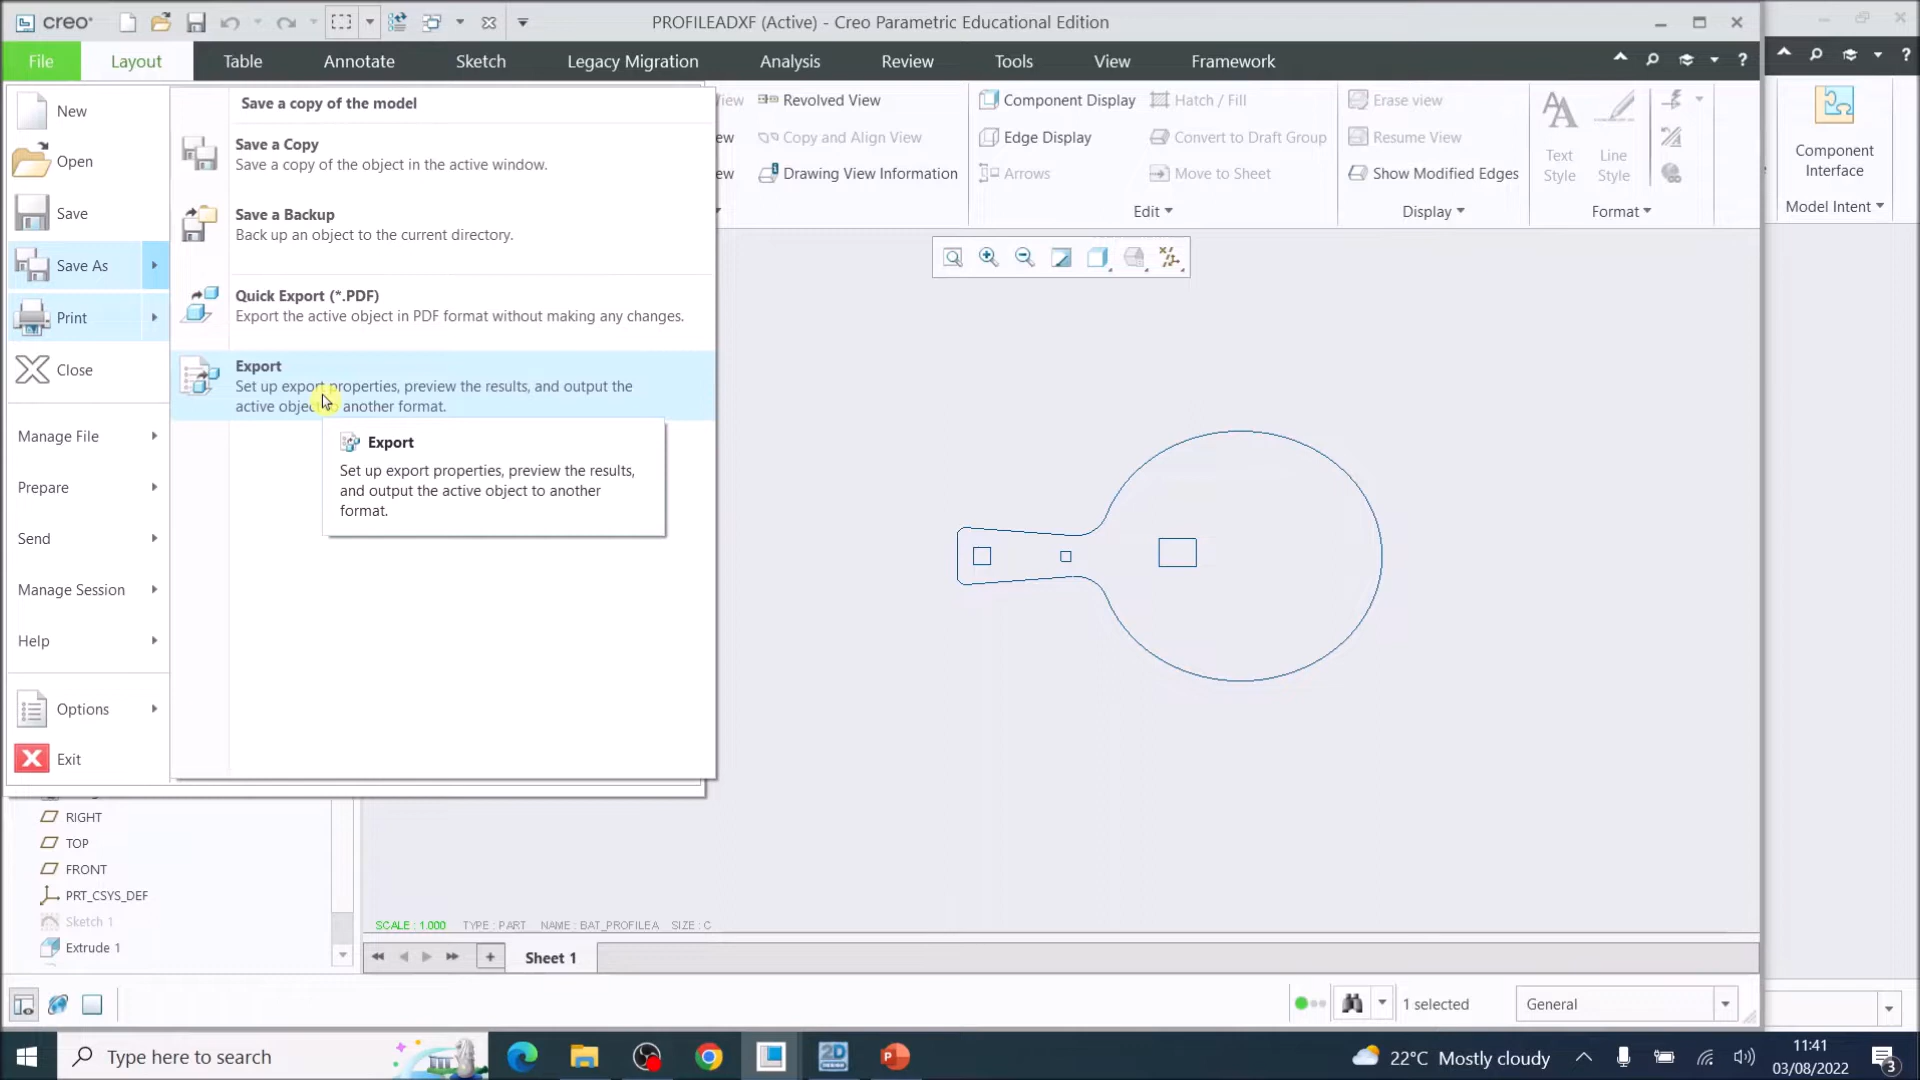 creo
PROFILEADXF (Active) - Creo Parametric Educational Edition
File
Layout
Table
Annotate
Sketch
Legacy Migration
Analysis
Review
Tools
View
Framework
New
Open
Save
Save As
Print
Close
Manage File
Prepare
Send
Manage Session
Help
Options
Exit
Save a copy of the model
Save a Copy
Save a copy of the object in the active window.
Save a Backup
Back up an object to the current directory.
Quick Export (*.PDF)
Export the active object in PDF format without making any changes.
Export
Set up export properties, preview the results, and output the
active object to another format.
Export
Set up export properties, preview the results,
and output the active object to another
format.
Revolved View
Copy and Align View
Drawing View Information
Component Display
Edge Display
Arrows
Hatch / Fill
Convert to Draft Group
Move to Sheet
Edit
Erase view
Resume View
Show Modified Edges
Display
Text
Style
Line
Style
Format
Component
Interface
Model Intent
RIGHT
TOP
FRONT
PRT_CSYS_DEF
Sketch 1
Extrude 1
SCALE : 1.000 TYPE : PART NAME : BAT_PROFILEA SIZE : C
Sheet 1
1 selected
General
Type here to search
22°C Mostly cloudy
11:41
03/08/2022
3